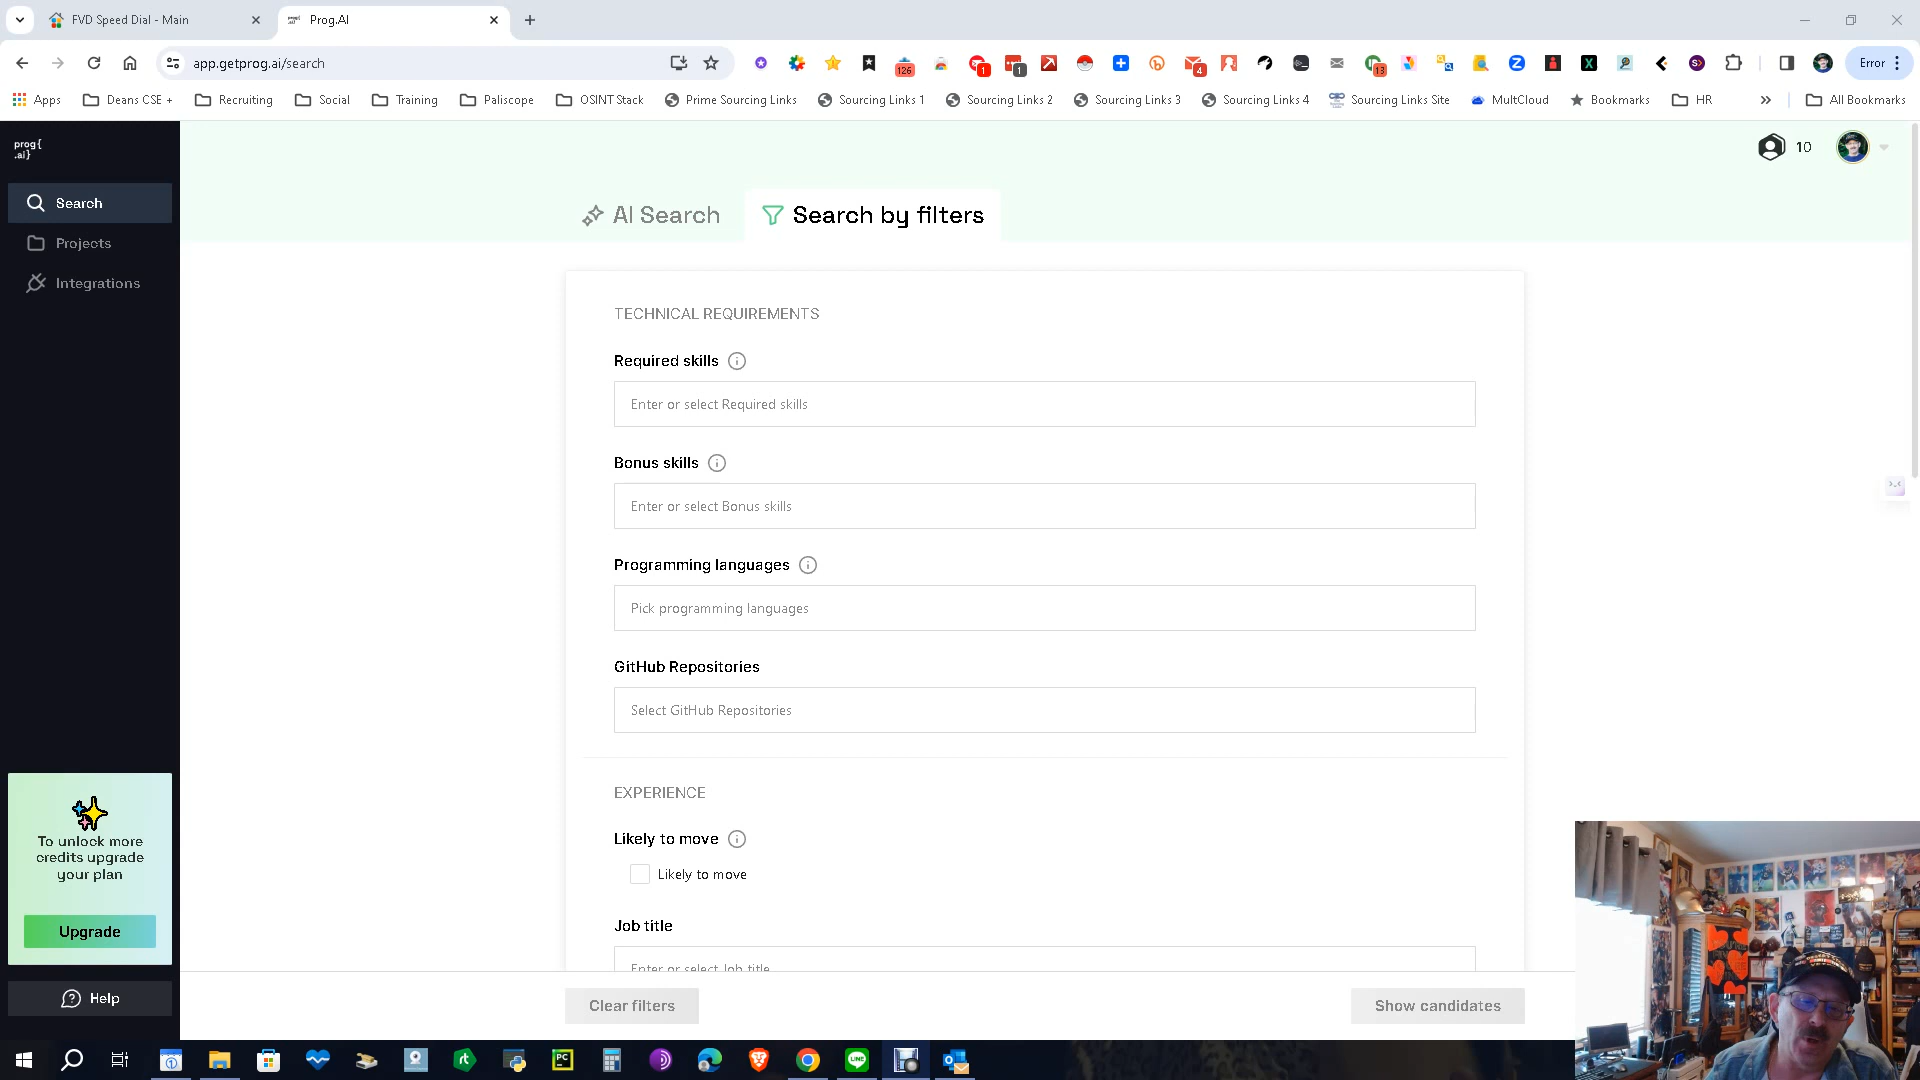 FVD Speed Dial - Main
Prog.AI
app.getprog.ai/search
126
1
1
4
13
Error
Apps
Deans CSE +
Recruiting
Social
Training
Paliscope
OSINT Stack
Prime Sourcing Links
Sourcing Links 1
Sourcing Links 2
Sourcing Links 3
Sourcing Links 4
Sourcing Links Site
MultCloud
Bookmarks
HR
All Bookmarks
prog{
.ai}
10
Search
Projects
Integrations
AI Search
Search by filters
TECHNICAL REQUIREMENTS
Required skills
Enter or select Required skills
Bonus skills
Enter or select Bonus skills
Programming languages
Pick programming languages
GitHub Repositories
Select GitHub Repositories
EXPERIENCE
Likely to move
Likely to move
Job title
Enter or select Job title
To unlock more
credits upgrade
your plan
Upgrade
Help
Clear filters
Show candidates